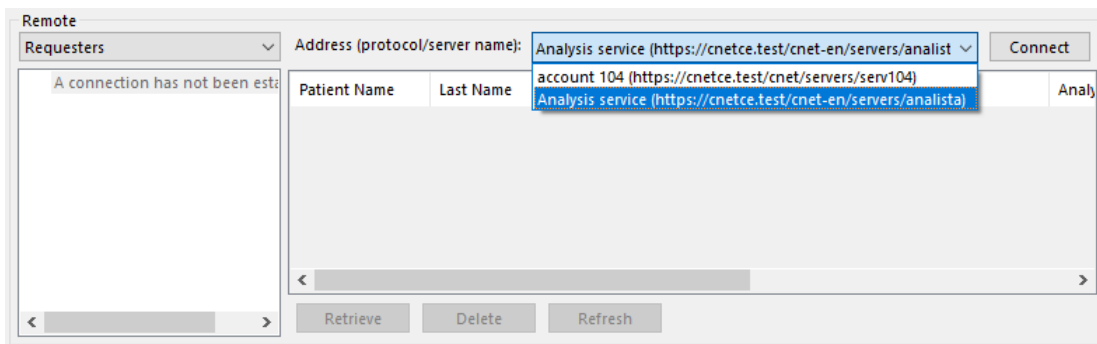 Remote
Requesters
Address (protocol/server name):
Analysis service (https://cnetce.test/cnet-en/servers/analist
Connect
account 104 (https://cnetce.test/cnet/servers/serv104)
Analysis service (https://cnetce.test/cnet-en/servers/analista)
A connection has not been esta
Patient Name
Last Name
Analy
Retrieve
Delete
Refresh